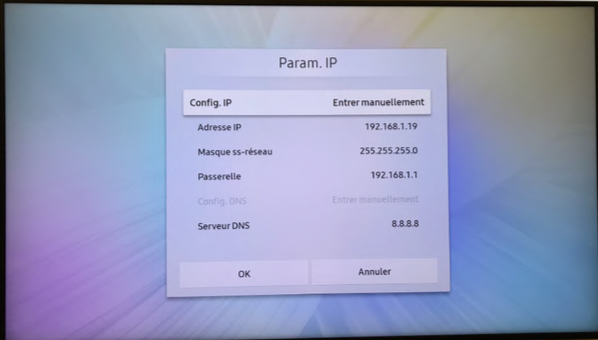 Param. IP
Config. IP Entrer manuellement
Adresse IP 192.168.1.19
Masque ss-réseau 255.255.255.0
Passerelle 192.168.1.1
Config. DNS Entrer manuellement
Serveur DNS 8.8.8.8
OK Annuler